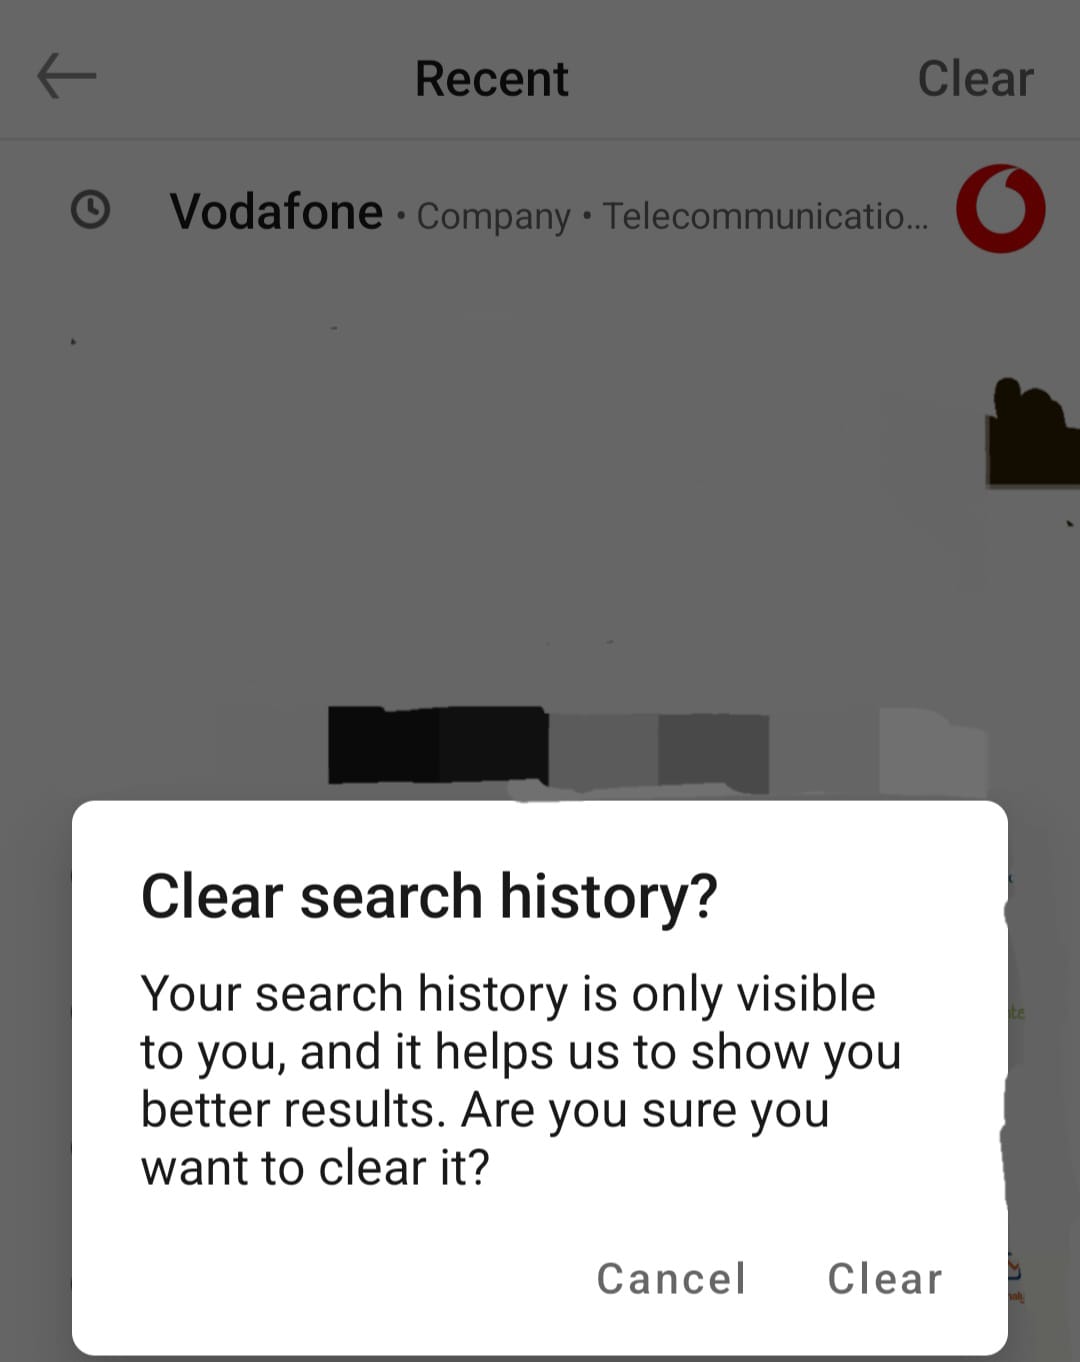 Recent Clear
Vodafone • Company • Telecommunicatio...
Clear search history?
Your search history is only visible
to you, and it helps us to show you
better results. Are you sure you
want to clear it?
Cancel Clear